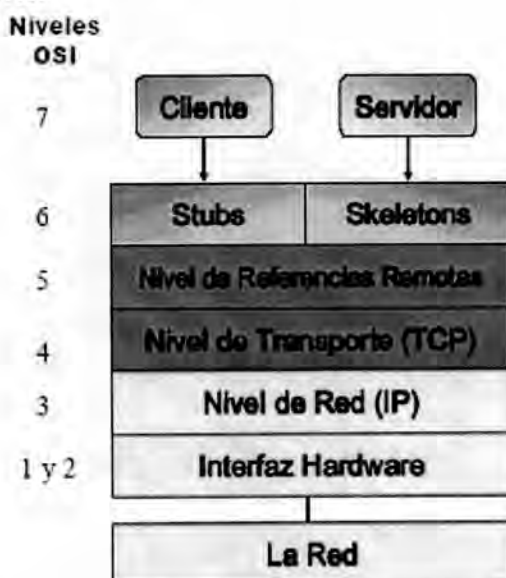 Niveles
OSI
7 Cliente Servidor
6 Stubs Skeletons
5 Nivel de Referencias Remotas
4 Nivel de Transporte (TCP)
3 Nivel de Red (IP)
1 y 2 Interfaz Hardware
La Red